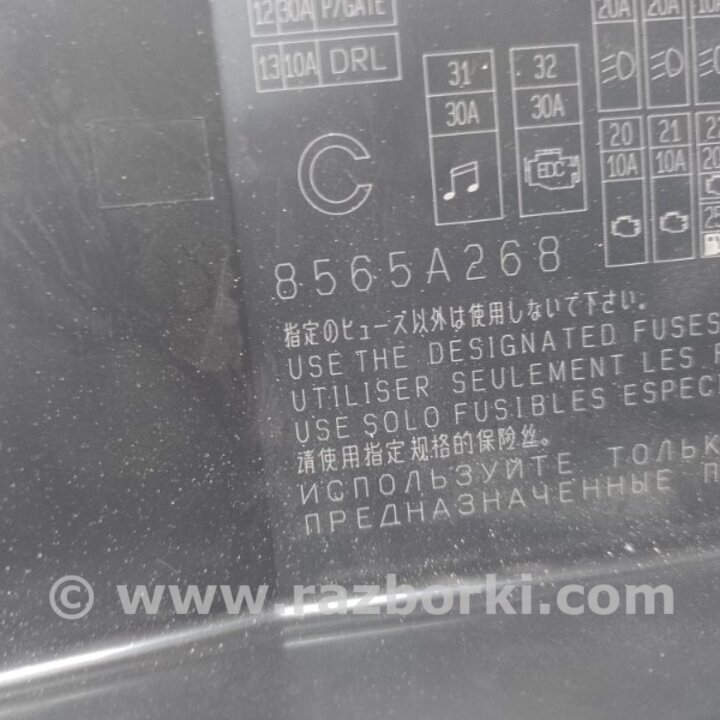 12 30A P/GATE
13 10A DRL
31 32
30A 30A
EDC
20A 20A
20 21
10A 10A
C
8565A268
指定のヒューズ以外は使用しないで下さい。
USE THE DESIGNATED FUSES
UTILISER SEULEMENT LES
USE SOLO FUSIBLES ESPEC
请使用指定规格的保险丝。
ИСПОЛЬЗУЙТЕ ТОЛЬК
ПРЕДНАЗНАЧЕННЫЕ П
© www.razborki.com